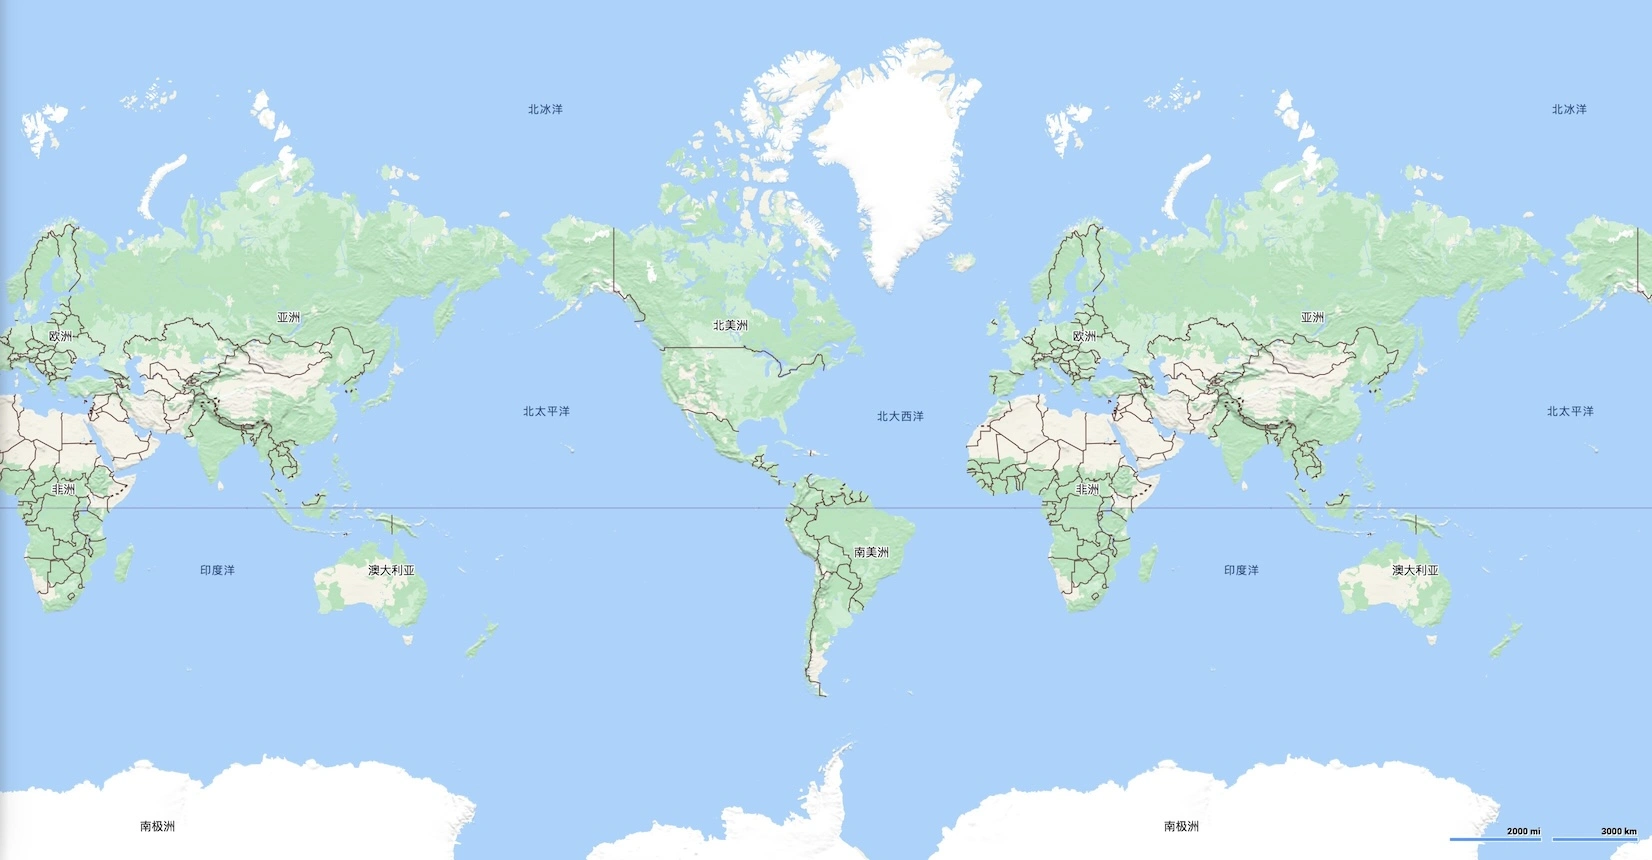 北冰洋
北冰洋
亚洲
亚洲
北美洲
欧洲
欧洲
北太平洋
北大西洋
北太平洋
非洲
非洲
南美洲
印度洋
澳大利亚
印度洋
澳大利亚
南极洲
南极洲
2000 mi
3000 km